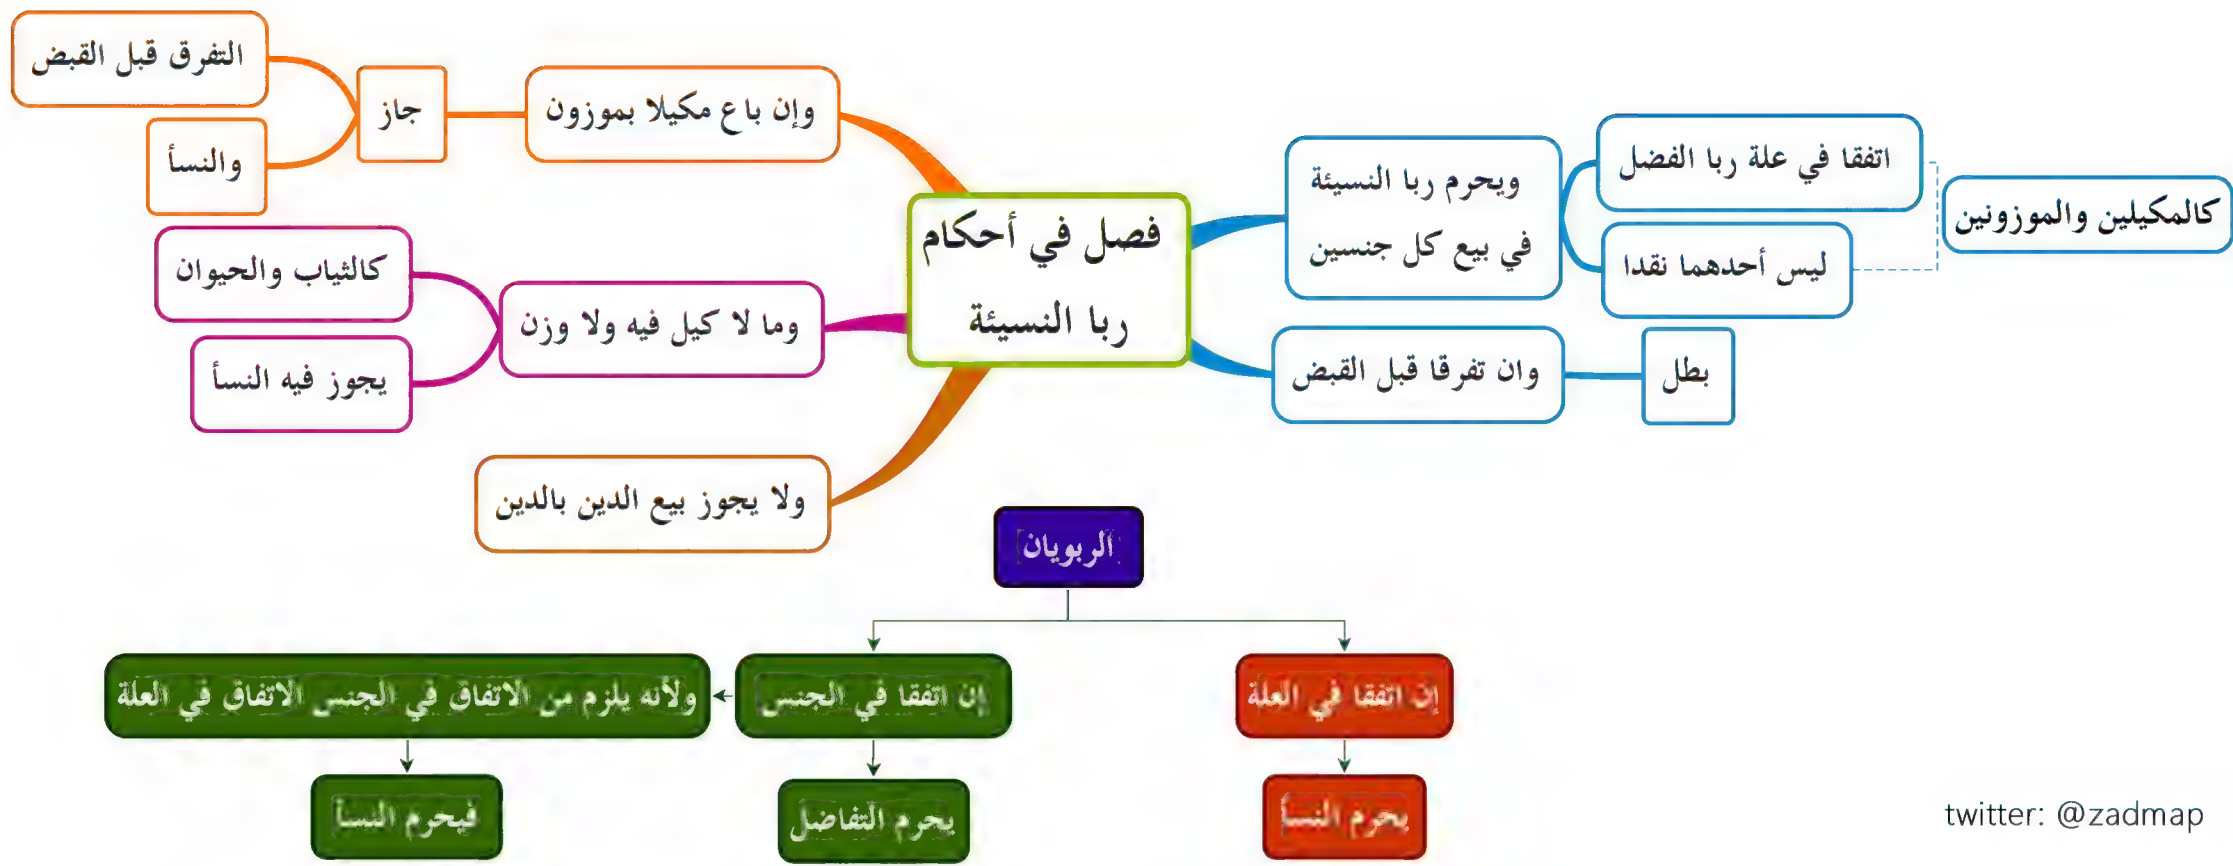 فصل في أحكام
ربا النسيئة
ويحرم ربا النسيئة
في بيع كل جنسين
اتفقا في علة ربا الفضل
ليس أحدهما نقدا
كالمكيلين والموزونين
وان تفرقا قبل القبض
بطل
وإن باع مكيلا بموزون
جاز
التفرق قبل القبض
والنسأ
وما لا كيل فيه ولا وزن
كالثياب والحيوان
يجوز فيه النسأ
ولا يجوز بيع الدين بالدين
الربويان
إن اتفقا في العلة
يحرم النسأ
إن اتفقا في الجنس
يحرم التفاضل
ولأنه يلزم من الاتفاق في الجنس الاتفاق في العلة
فيحرم النسأ
twitter: @zadmap